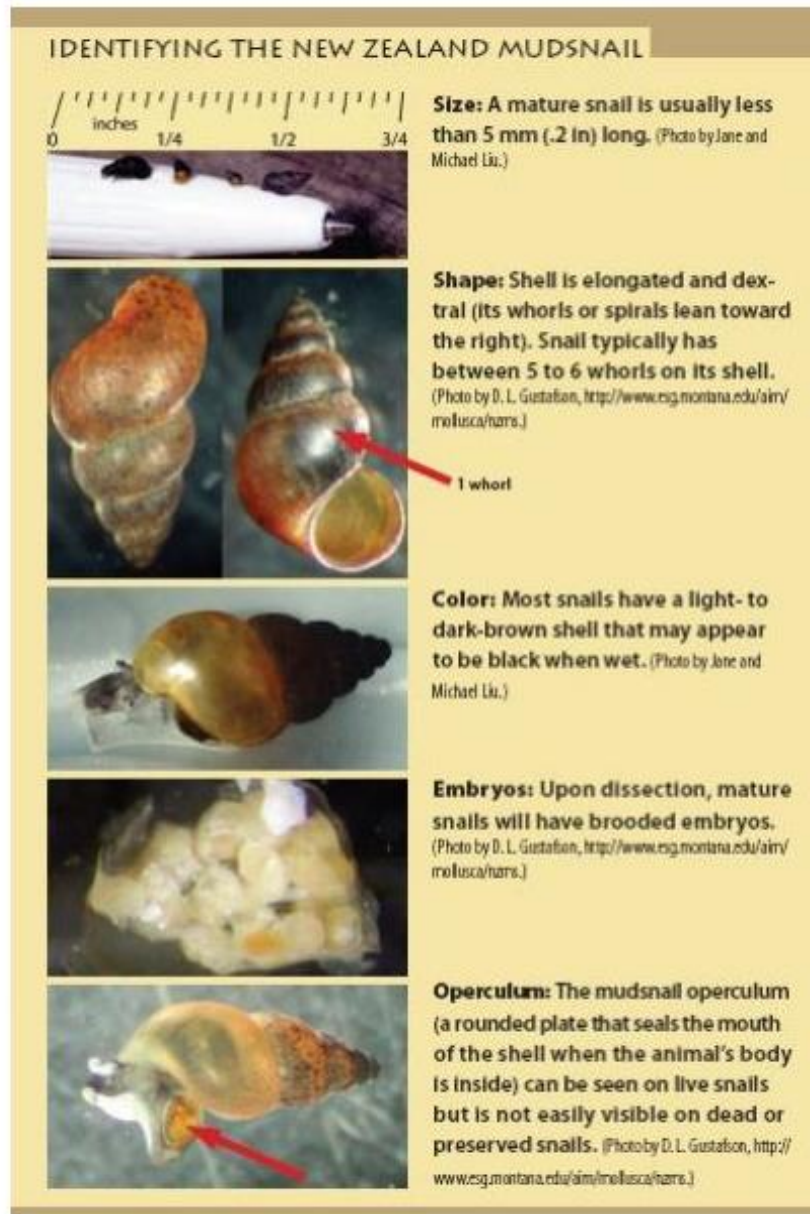 IDENTIFYING THE NEW ZEALAND MUDSNAIL
inches
0 1/4 1/2 3/4
Size: A mature snail is usually less
than 5 mm (.2 in) long. (Photo by Jane and
Michael Liu.)
Shape: Shell is elongated and dex-
tral (its whorls or spirals lean toward
the right). Snail typically has
between 5 to 6 whorls on its shell.
(Photo by D. L. Gustafson, http://www.esg.montana.edu/aim/
mollusca/nzms.)
1 whorl
Color: Most snails have a light- to
dark-brown shell that may appear
to be black when wet. (Photo by Jane and
Michael Liu.)
Embryos: Upon dissection, mature
snails will have brooded embryos.
(Photo by D. L. Gustafson, http://www.esg.montana.edu/aim/
mollusca/nzms.)
Operculum: The mudsnail operculum
(a rounded plate that seals the mouth
of the shell when the animal's body
is inside) can be seen on live snails
but is not easily visible on dead or
preserved snails. (Photo by D. L. Gustafson, http://
www.esg.montana.edu/aim/mollusca/nzms.)